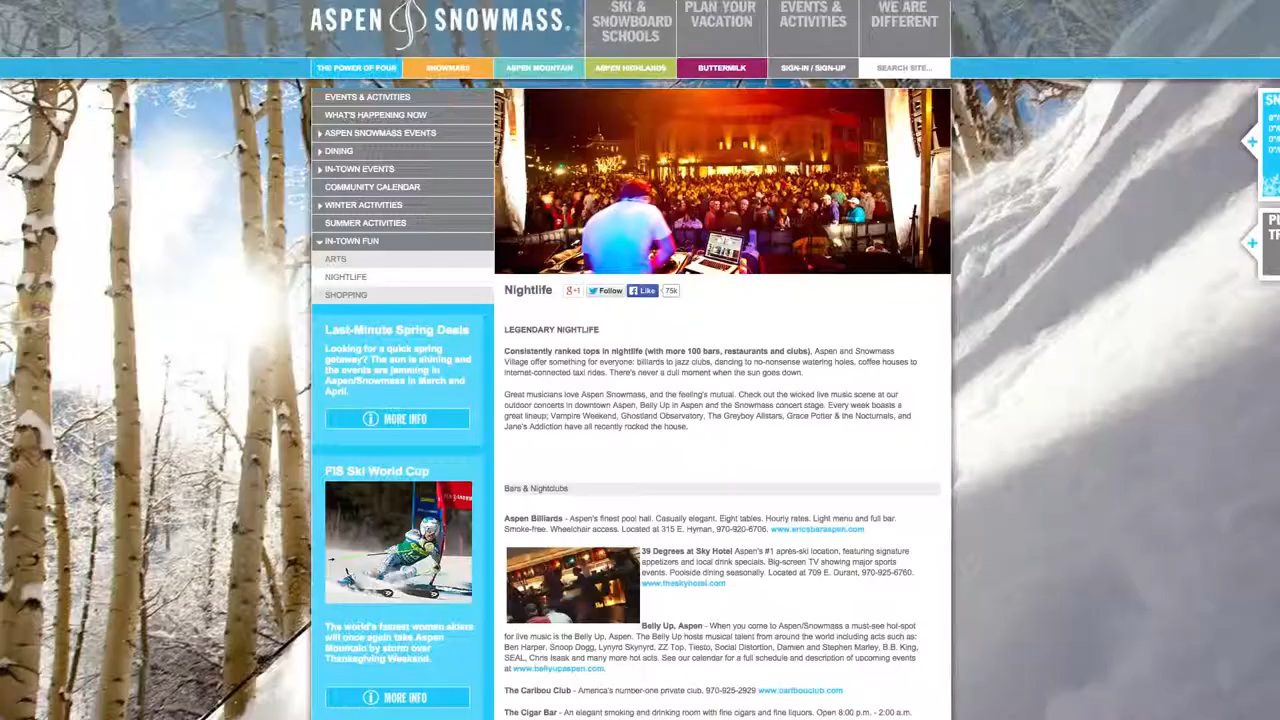 ASPEN SNOWMASS
SKI &
SNOWBOARD
SCHOOLS
PLAN YOUR
VACATION
EVENTS &
ACTIVITIES
WE ARE
DIFFERENT
THE POWER OF FOUR
SNOWMASS
ASPEN MOUNTAIN
ASPEN HIGHLANDS
BUTTERMILK
SIGN-IN / SIGN-UP
SEARCH SITE...
EVENTS & ACTIVITIES
WHAT'S HAPPENING NOW
ASPEN SNOWMASS EVENTS
DINING
IN-TOWN EVENTS
COMMUNITY CALENDAR
WINTER ACTIVITIES
SUMMER ACTIVITIES
IN-TOWN FUN
ARTS
NIGHTLIFE
SHOPPING
Last-Minute Spring Deals
Looking for a quick spring
getaway? The sun is shining and
the events are jamming in
Aspen/Snowmass in March and
April.
MORE INFO
FIS Ski World Cup
The world's fastest women skiers
will once again take Aspen
Mountain by storm over
Thanksgiving Weekend.
MORE INFO
Nightlife
+1
Follow
Like
75k
LEGENDARY NIGHTLIFE
Consistently ranked tops in nightlife (with more 100 bars, restaurants and clubs), Aspen and Snowmass
Village offer something for everyone: billiards to jazz clubs, dancing to no-nonsense watering holes, coffee houses to
Internet-connected taxi rides. There's never a dull moment when the sun goes down.
Great musicians love Aspen Snowmass, and the feeling's mutual. Check out the wicked live music scene at our
outdoor concerts in downtown Aspen, Belly Up in Aspen and the Snowmass concert stage. Every week boasts a
great lineup; Vampire Weekend, Ghostland Observatory, The Greyboy Allstars, Grace Potter & the Nocturnals, and
Jane's Addiction have all recently rocked the house.
Bars & Nightclubs
Aspen Billiards - Aspen's finest pool hall. Casually elegant. Eight tables. Hourly rates. Light menu and full bar.
Smoke-free. Wheelchair access. Located at 315 E. Hyman, 970-920-6706. www.ericsbaraspen.com
39 Degrees at Sky Hotel Aspen's #1 après-ski location, featuring signature
appetizers and local drink specials. Big-screen TV showing major sports
events. Poolside dining seasonally. Located at 709 E. Durant, 970-925-6760.
www.theskyhotel.com
Belly Up, Aspen - When you come to Aspen/Snowmass a must-see hot-spot
for live music is the Belly Up, Aspen. The Belly Up hosts musical talent from around the world including acts such as:
Ben Harper, Snoop Dogg, Lynyrd Skynyrd, ZZ Top, Tiesto, Social Distortion, Damien and Stephen Marley, B.B. King,
SEAL, Chris Isaak and many more hot acts. See our calendar for a full schedule and description of upcoming events
at www.bellyupaspen.com.
The Caribou Club - America's number-one private club. 970-925-2929 www.caribouclub.com
The Cigar Bar - An elegant smoking and drinking room with fine cigars and fine liquors. Open 8:00 p.m. - 2:00 a.m.